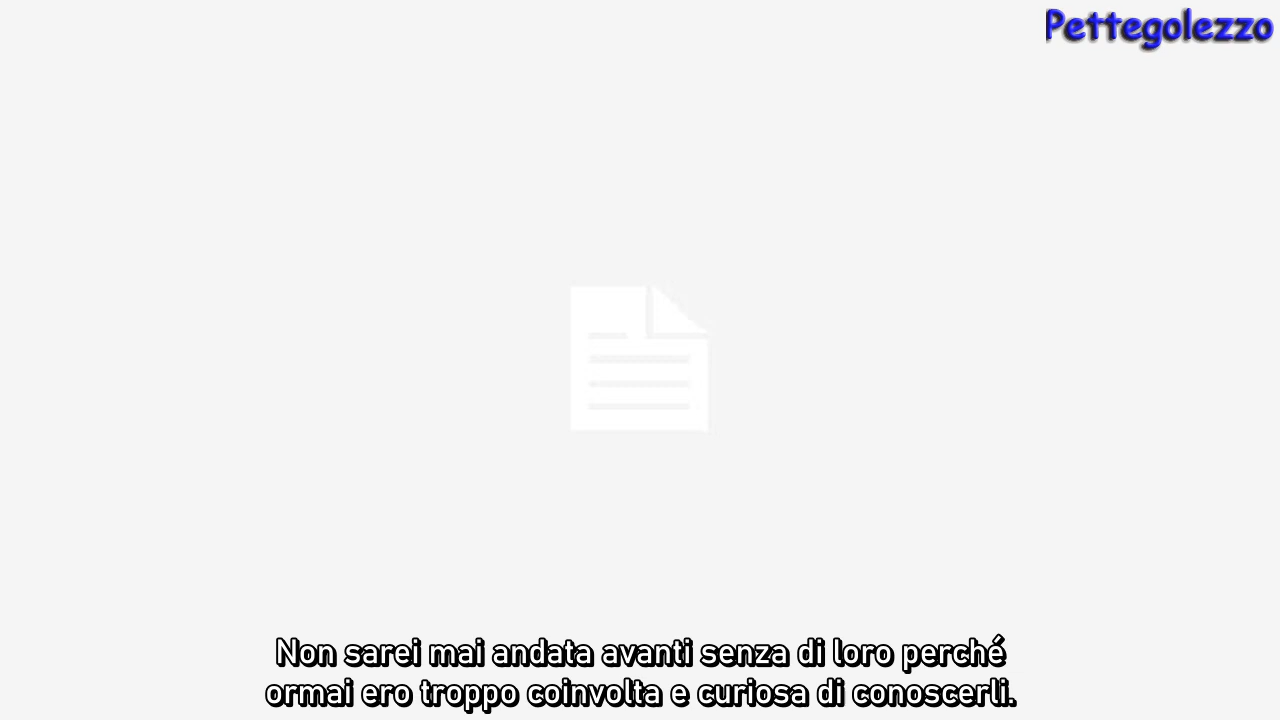 Pettegolezzo
Non sarei mai andata avanti senza di loro perché
ormai ero troppo coinvolta e curiosa di conoscerli.